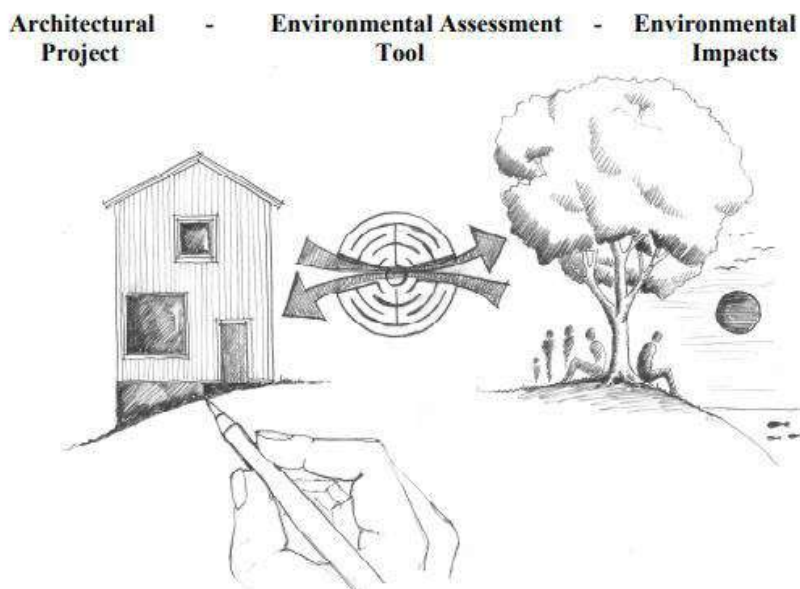 Architectural - Environmental Assessment - Environmental
Project Tool Impacts